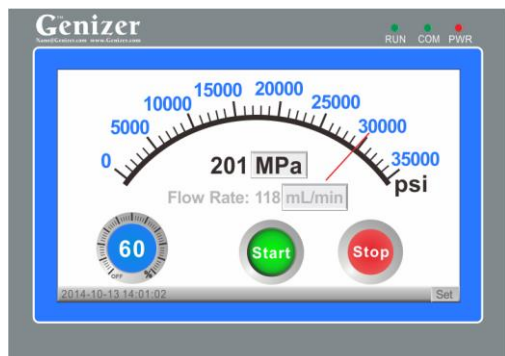 Genizer
RUN COM PWR
0 5000 10000 15000 20000 25000 30000 35000
psi
201 MPa
Flow Rate: 118 mL/min
60
OFF
Start
Stop
2014-10-13 14:01:02
Set